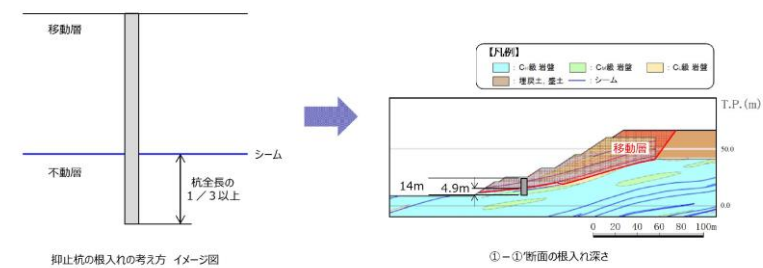 移動層
シーム
不動層
杭全長の
1／3以上
抑止杭の根入れの考え方 イメージ図
【凡例】
：CH級 岩盤 ：CM級 岩盤 ：CL級 岩盤
：埋戻土, 盛土 ：シーム
T.P. (m)
移動層
50.0
14m
4.9m
0.0
0 20 40 60 80 100m
①－①'断面の根入れ深さ